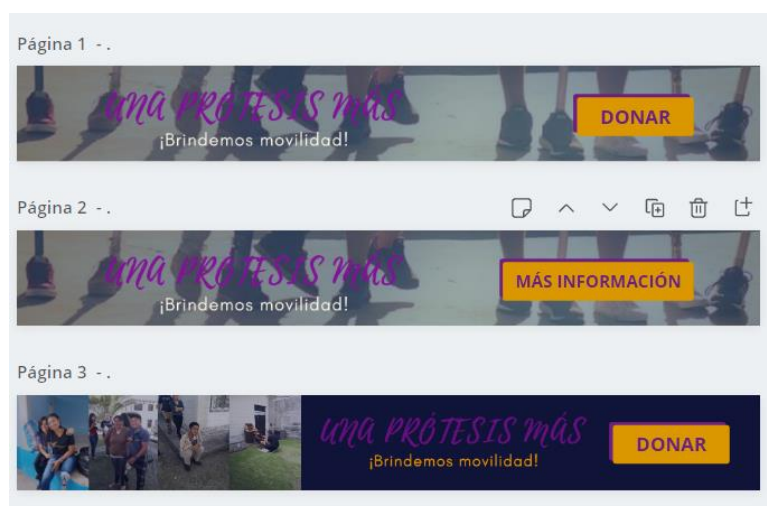 Página 1 - .
UNA PRÓTESIS MÁS
¡Brindemos movilidad!
DONAR
Página 2 - .
UNA PRÓTESIS MÁS
¡Brindemos movilidad!
MÁS INFORMACIÓN
Página 3 - .
UNA PRÓTESIS MÁS
¡Brindemos movilidad!
DONAR